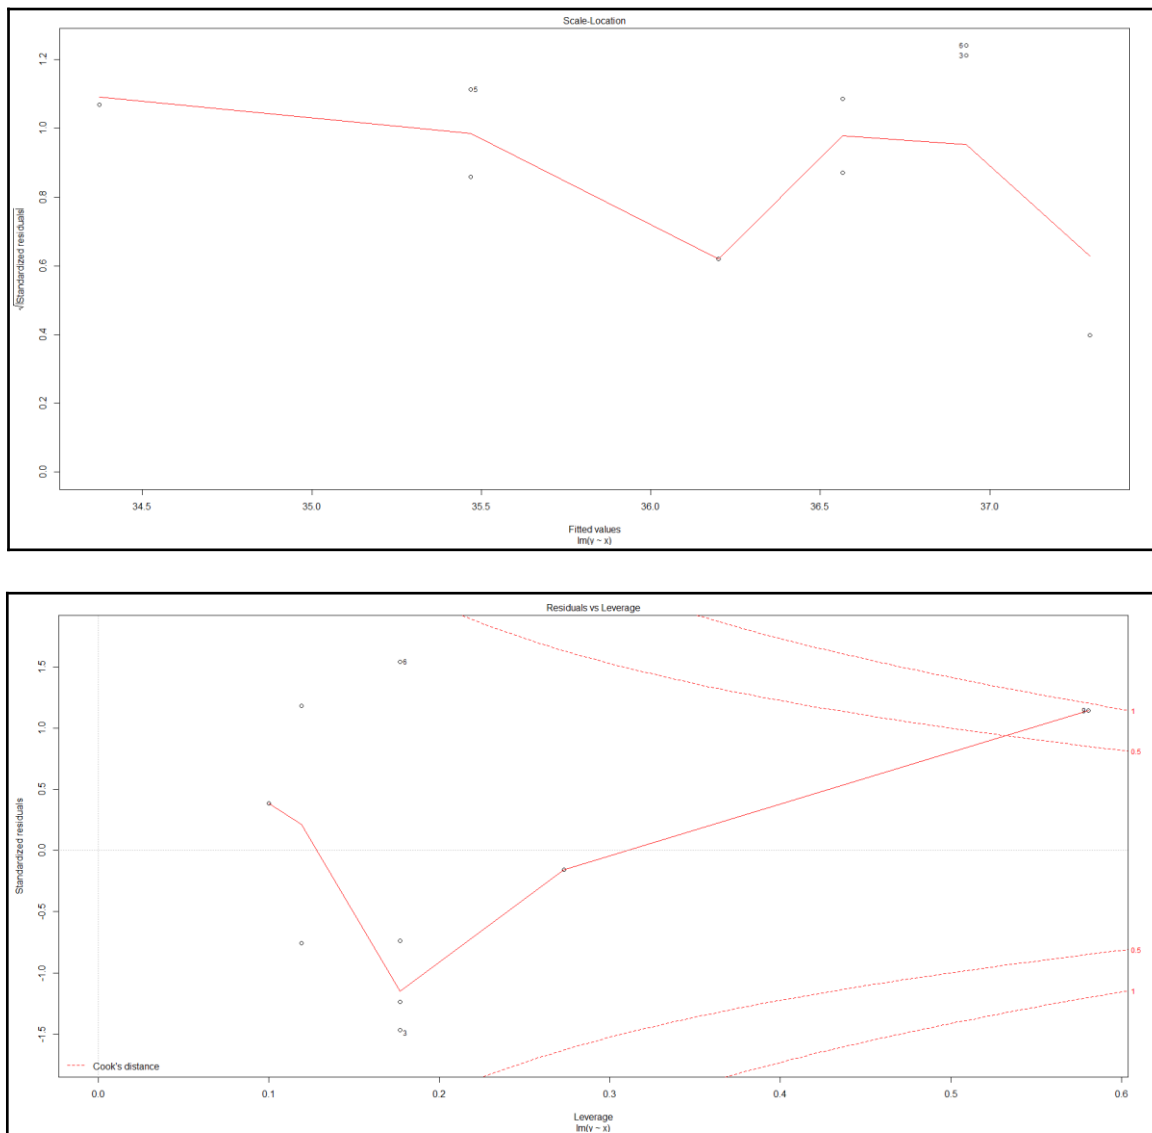 Scale-Location
1.2
1.0
0.8
0.6
0.4
0.2
0.0
√|Standardized residuals|
5
6
3
34.5 35.0 35.5 36.0 36.5 37.0
Fitted values
lm(y ~ x)
Residuals vs Leverage
1.5
1.0
0.5
0.0
-0.5
-1.0
-1.5
Standardized residuals
6
3
1
0.5
0.5
1
Cook's distance
0.0 0.1 0.2 0.3 0.4 0.5 0.6
Leverage
lm(y ~ x)